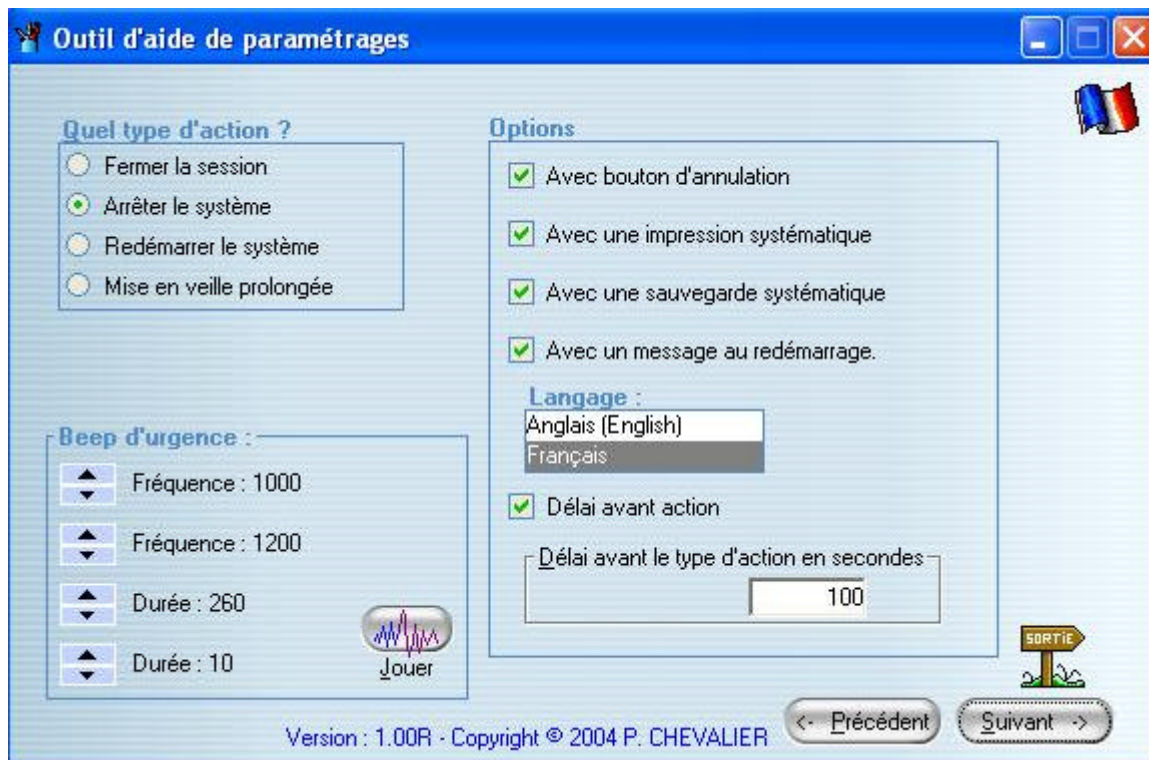 Outil d'aide de paramétrages
Quel type d'action ?
Fermer la session
Arrêter le système
Redémarrer le système
Mise en veille prolongée
Options
Avec bouton d'annulation
Avec une impression systématique
Avec une sauvegarde systématique
Avec un message au redémarrage.
Langage :
Anglais (English)
Français
Délai avant action
Délai avant le type d'action en secondes
100
Beep d'urgence :
Fréquence : 1000
Fréquence : 1200
Durée : 260
Durée : 10
Jouer
SORTiE
<- Précédent
Suivant ->
Version : 1.00R - Copyright © 2004 P. CHEVALIER